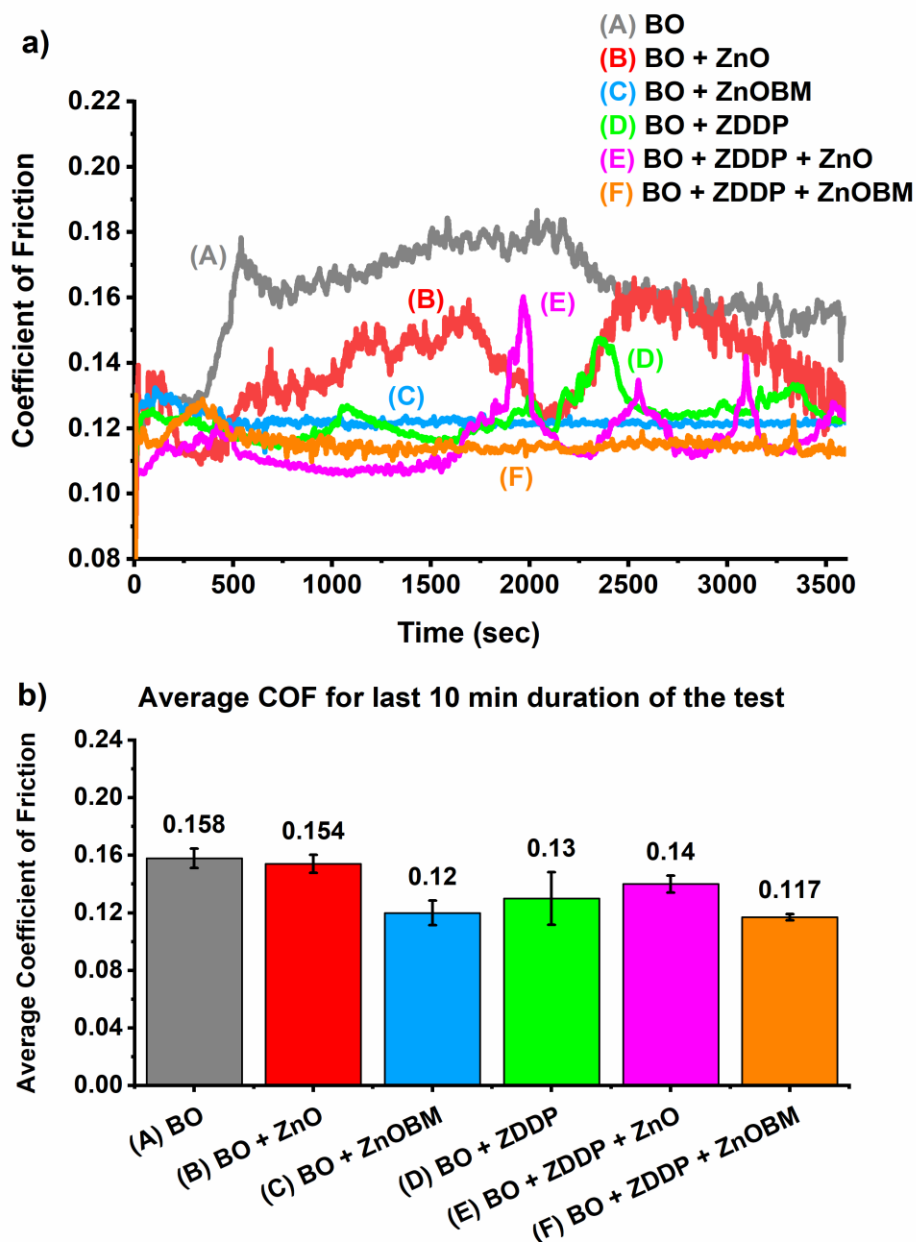 a)
(A) BO
(B) BO + ZnO
(C) BO + ZnOBM
(D) BO + ZDDP
(E) BO + ZDDP + ZnO
(F) BO + ZDDP + ZnOBM
Coefficient of Friction
0.22
0.20
0.18
0.16
0.14
0.12
0.10
0.08
(A)
(B)
(E)
(D)
(C)
(F)
0
500
1000
1500
2000
2500
3000
3500
Time (sec)
b)
Average COF for last 10 min duration of the test
Average Coefficient of Friction
0.24
0.20
0.16
0.12
0.08
0.04
0.00
0.158
0.154
0.12
0.13
0.14
0.117
(A) BO
(B) BO + ZnO
(C) BO + ZnOBM
(D) BO + ZDDP
(E) BO + ZDDP + ZnO
(F) BO + ZDDP + ZnOBM